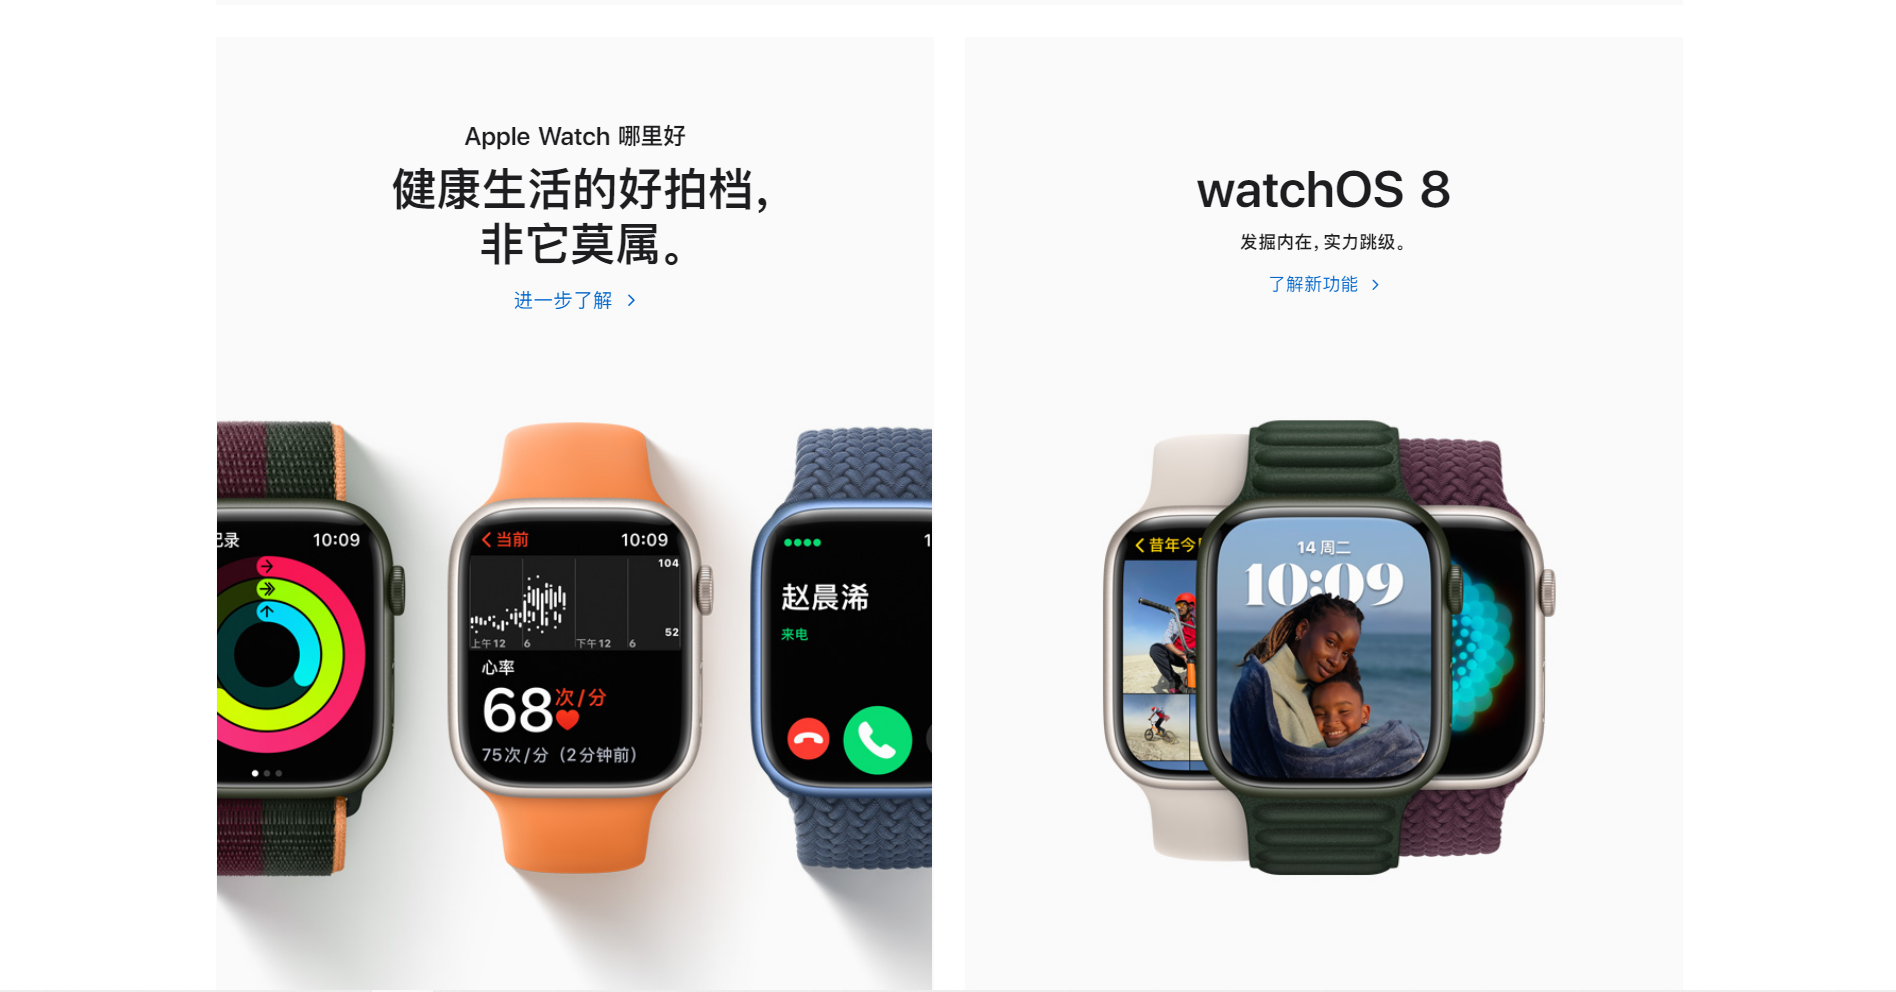 Apple Watch 哪里好
健康生活的好拍档，
非它莫属。
进一步了解 >
记录 10:09
当前 10:09
104
52
上午12 6 下午12 6
心率
68次/分
75次/分（2分钟前）
1
赵晨浠
来电
watchOS 8
发掘内在，实力跳级。
了解新功能 >
昔年今
14 周二
10:09